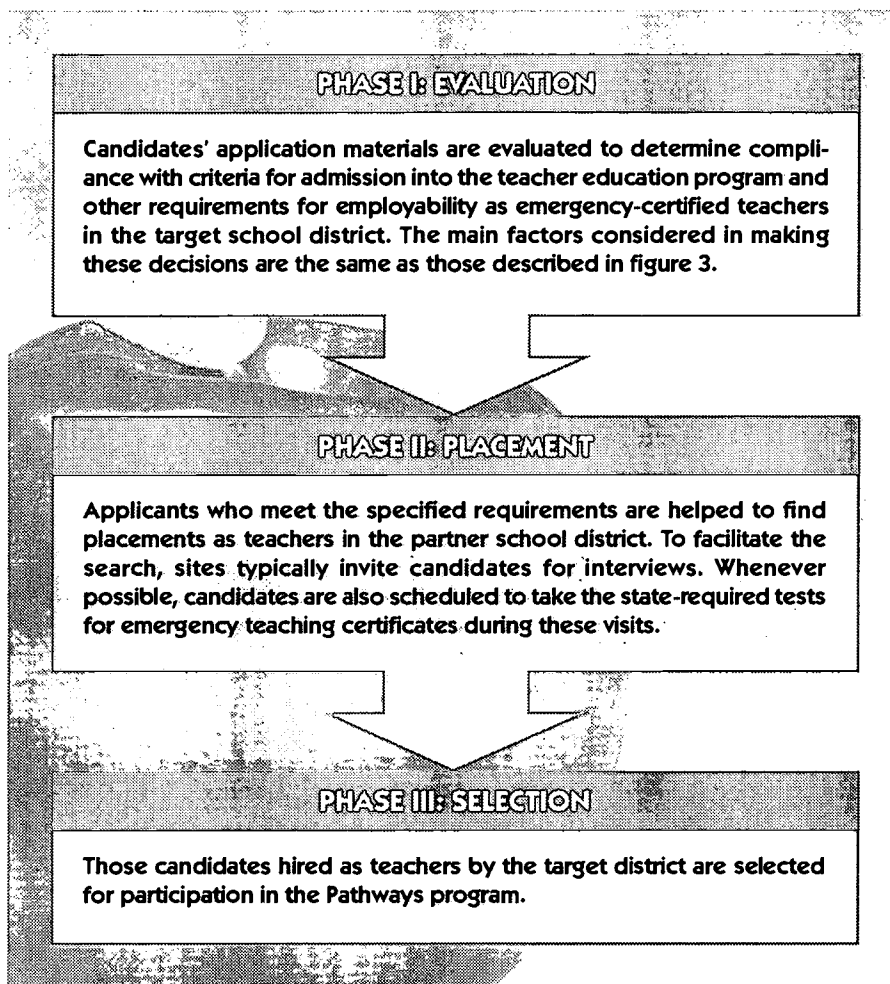 PHASE I: EVALUATION
Candidates' application materials are evaluated to determine compli-
ance with criteria for admission into the teacher education program and
other requirements for employability as emergency-certified teachers
in the target school district. The main factors considered in making
these decisions are the same as those described in figure 3.
PHASE II: PLACEMENT
Applicants who meet the specified requirements are helped to find
placements as teachers in the partner school district. To facilitate the
search, sites typically invite candidates for interviews. Whenever
possible, candidates are also scheduled to take the state-required tests
for emergency teaching certificates during these visits.
PHASE III: SELECTION
Those candidates hired as teachers by the target district are selected
for participation in the Pathways program.